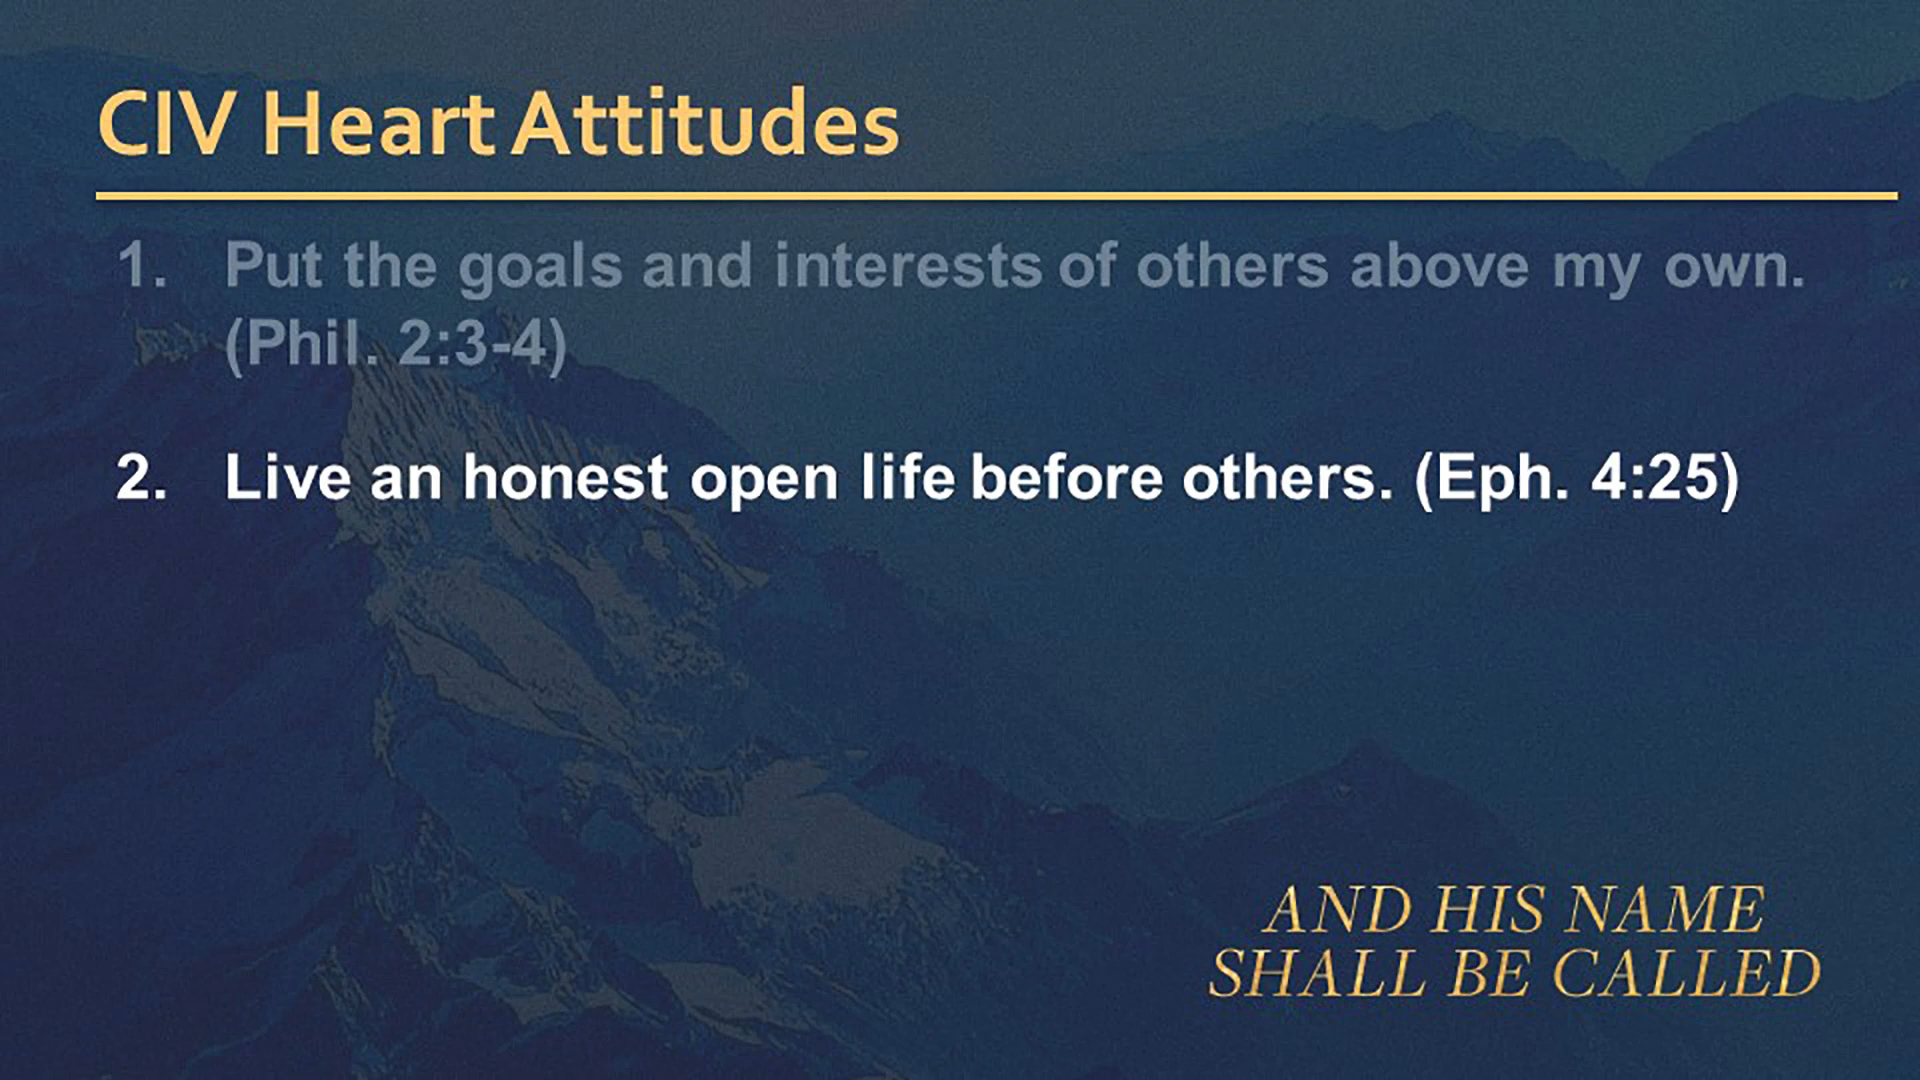 CIV Heart Attitudes
1. Put the goals and interests of others above my own.
(Phil. 2:3-4)
2. Live an honest open life before others. (Eph. 4:25)
AND HIS NAME
SHALL BE CALLED